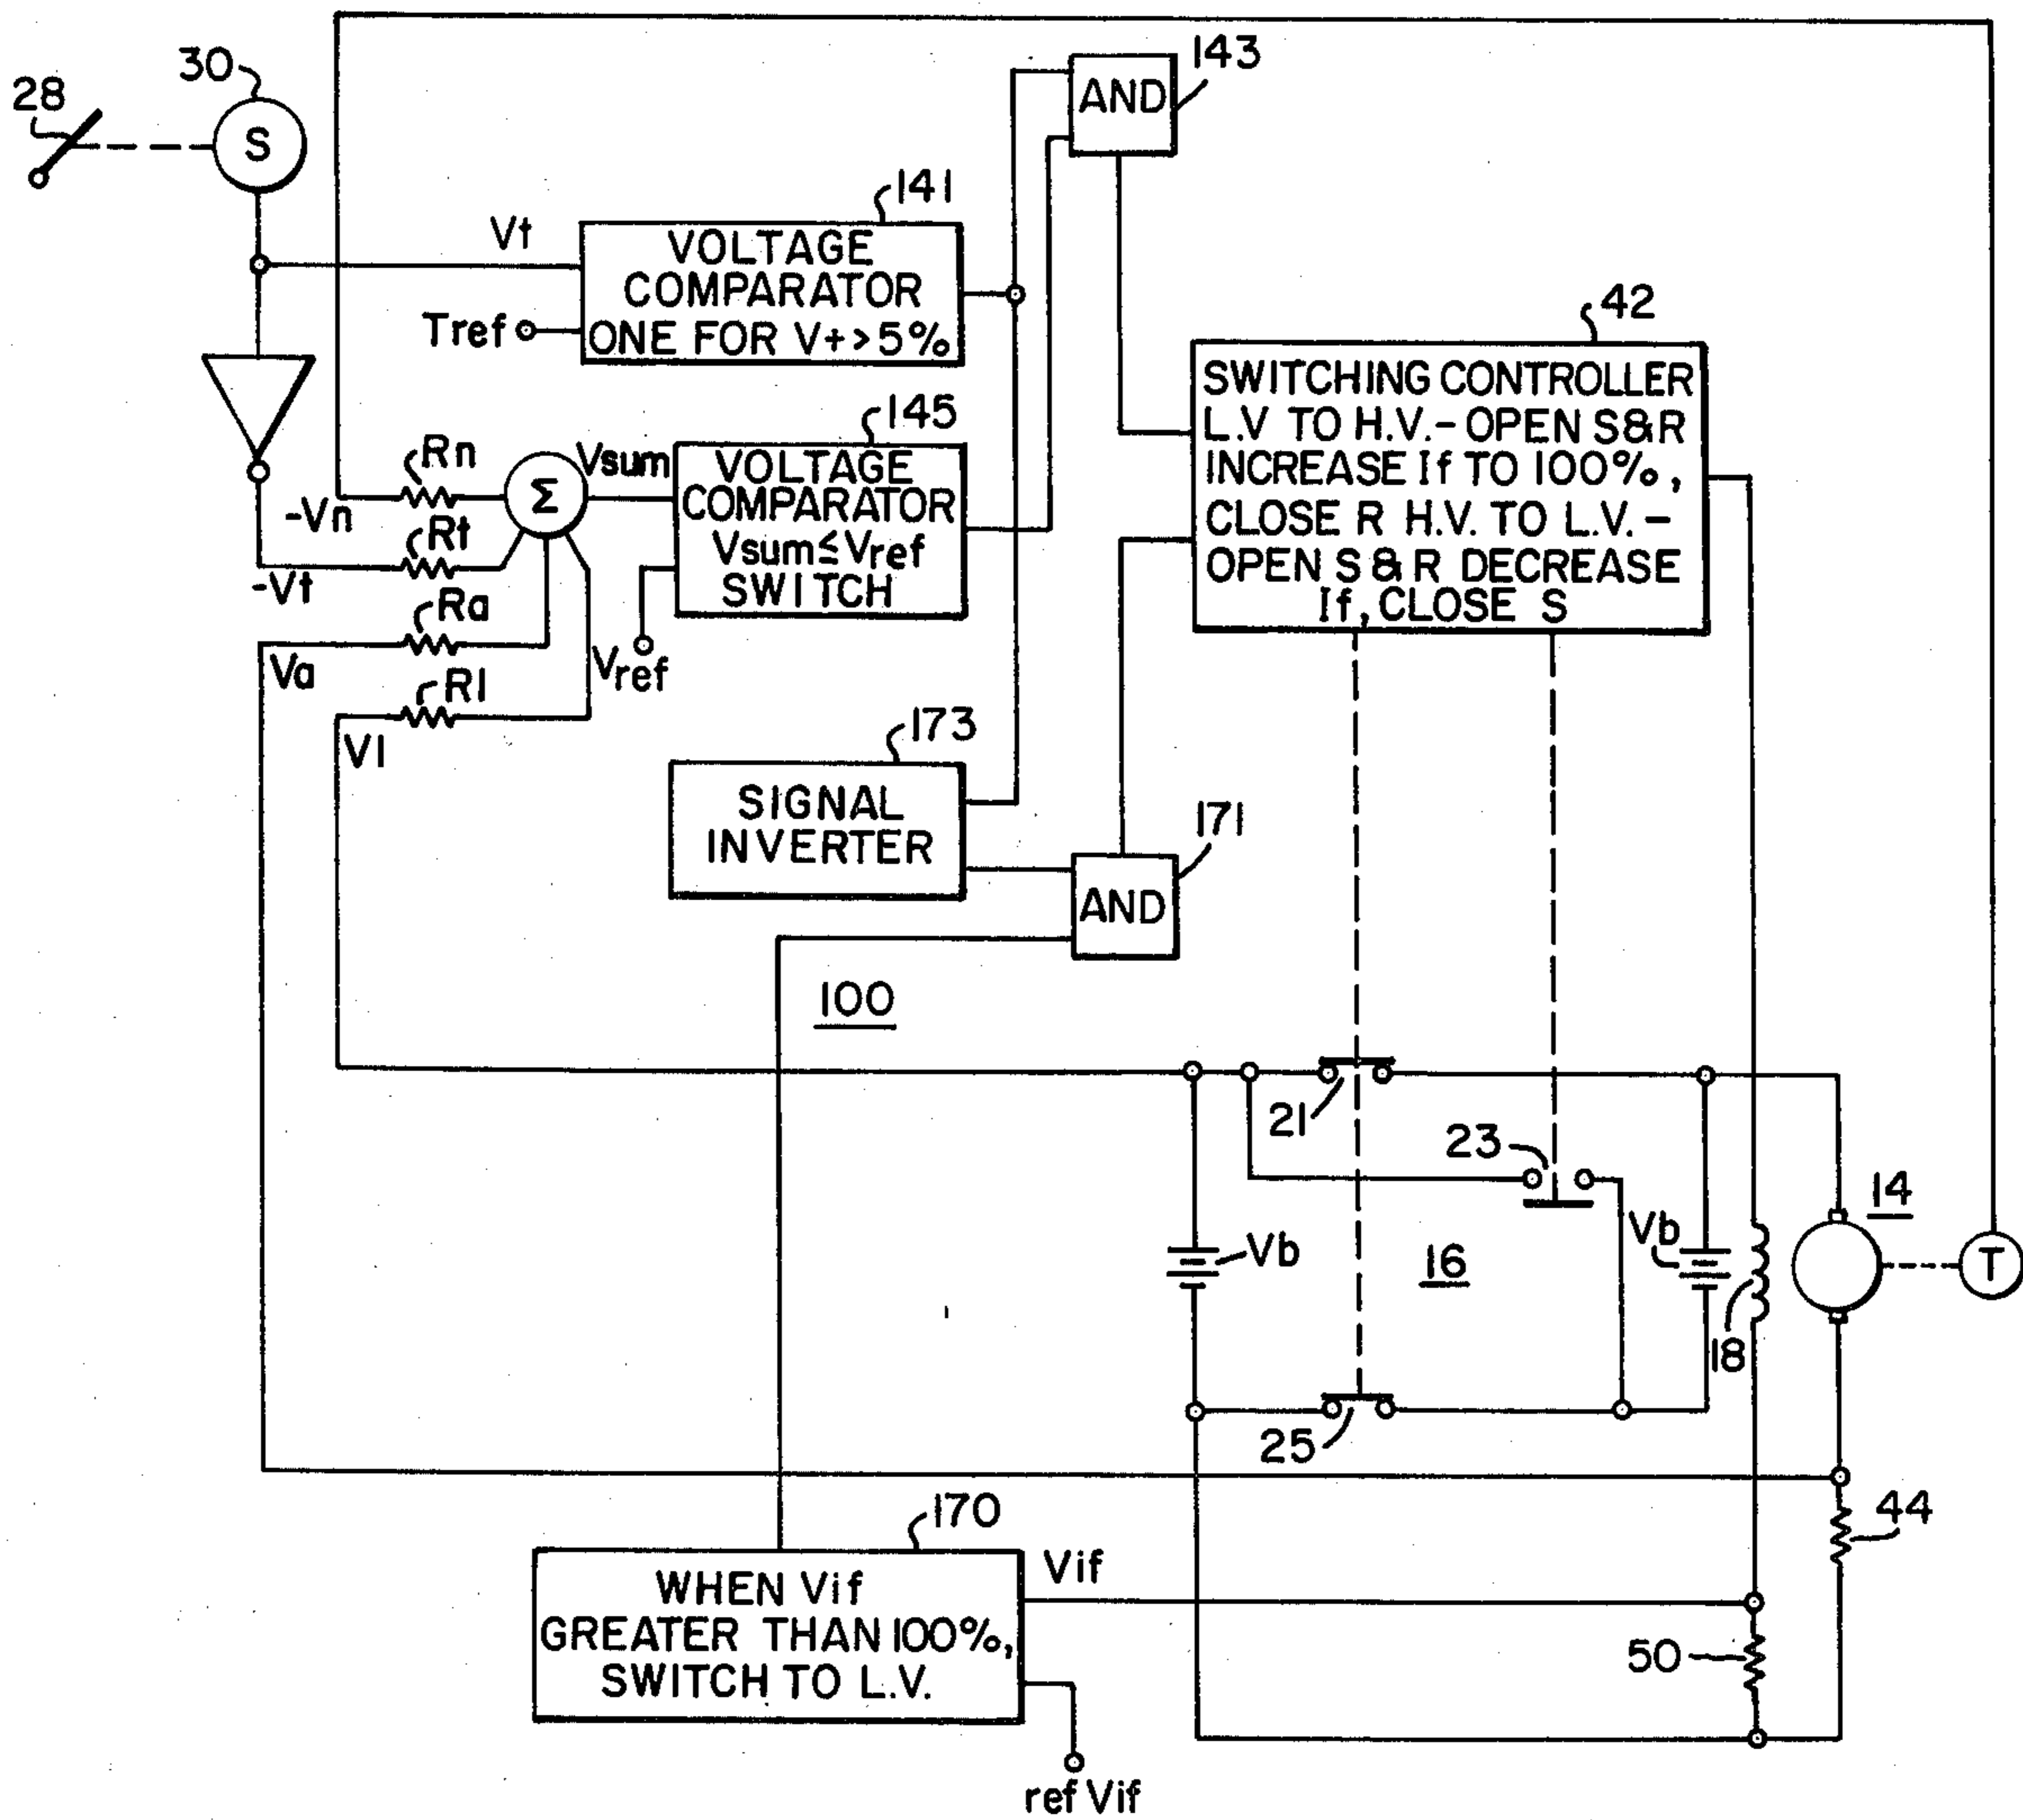 28
30
S
143
AND
141
Vt
VOLTAGE
COMPARATOR
ONE FOR V+>5%
Tref
42
SWITCHING CONTROLLER
L.V TO H.V.-OPEN S&R
INCREASE If TO 100%,
CLOSE R H.V. TO L.V.-
OPEN S & R DECREASE
If, CLOSE S
145
Rn
Σ
Vsum
VOLTAGE
COMPARATOR
Vsum≤Vref
SWITCH
-Vn
Rt
-Vt
Ra
Va
Vref
Rl
Vl
173
SIGNAL
INVERTER
171
AND
100
21
23
14
Vb
16
Vb
T
18
25
170
44
WHEN Vif
GREATER THAN 100%,
SWITCH TO L.V.
Vif
50
ref Vif